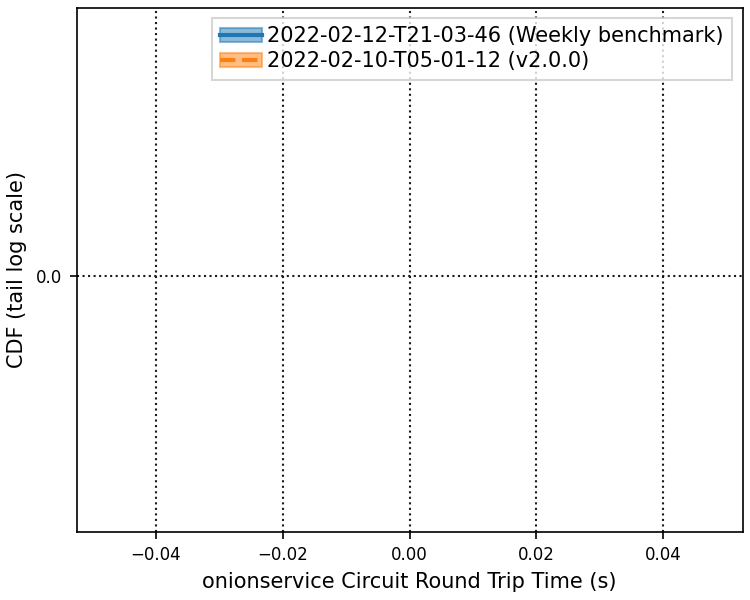 2022-02-12-T21-03-46 (Weekly benchmark)
2022-02-10-T05-01-12 (v2.0.0)
CDF (tail log scale)
0.0
−0.04 −0.02 0.00 0.02 0.04
onionservice Circuit Round Trip Time (s)